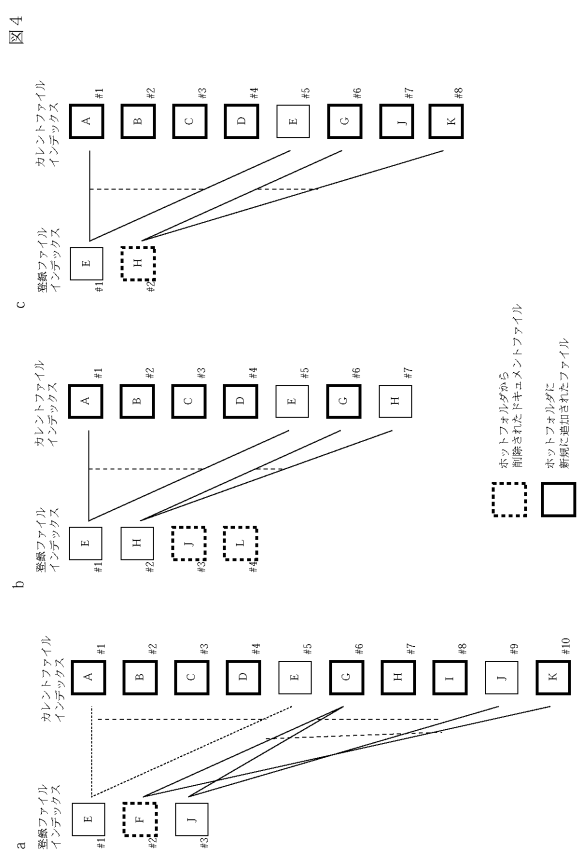 図４
a
登録ファイル
インデックス
カレントファイル
インデックス
E
#1
F
#2
J
#3
A
#1
B
#2
C
#3
D
#4
E
#5
G
#6
H
#7
I
#8
J
#9
K
#10
b
登録ファイル
インデックス
カレントファイル
インデックス
E
#1
H
#2
J
#3
L
#4
A
#1
B
#2
C
#3
D
#4
E
#5
G
#6
H
#7
c
登録ファイル
インデックス
カレントファイル
インデックス
E
#1
H
#2
A
#1
B
#2
C
#3
D
#4
E
#5
G
#6
J
#7
K
#8
ホットフォルダから
削除されたドキュメントファイル
ホットフォルダに
新規に追加されたファイル